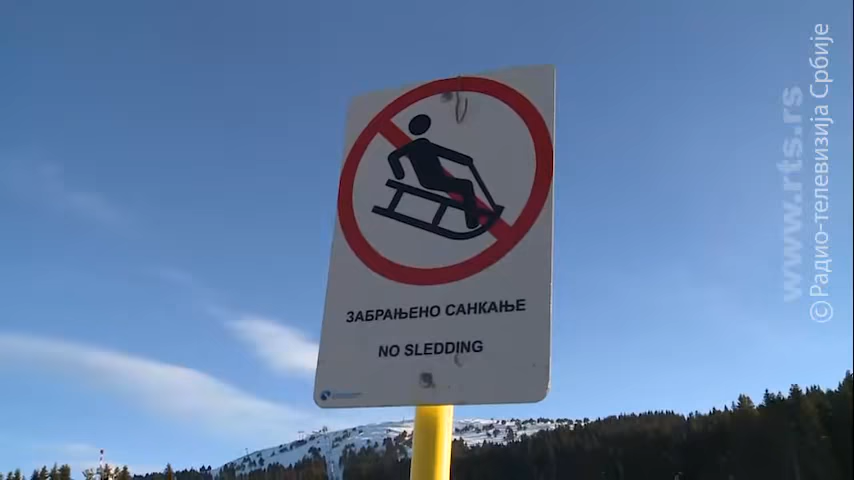 ЗАБРАЊЕНО САНКАЊЕ
NO SLEDDING
www.rts.rs
©Радио-телевизија Србије